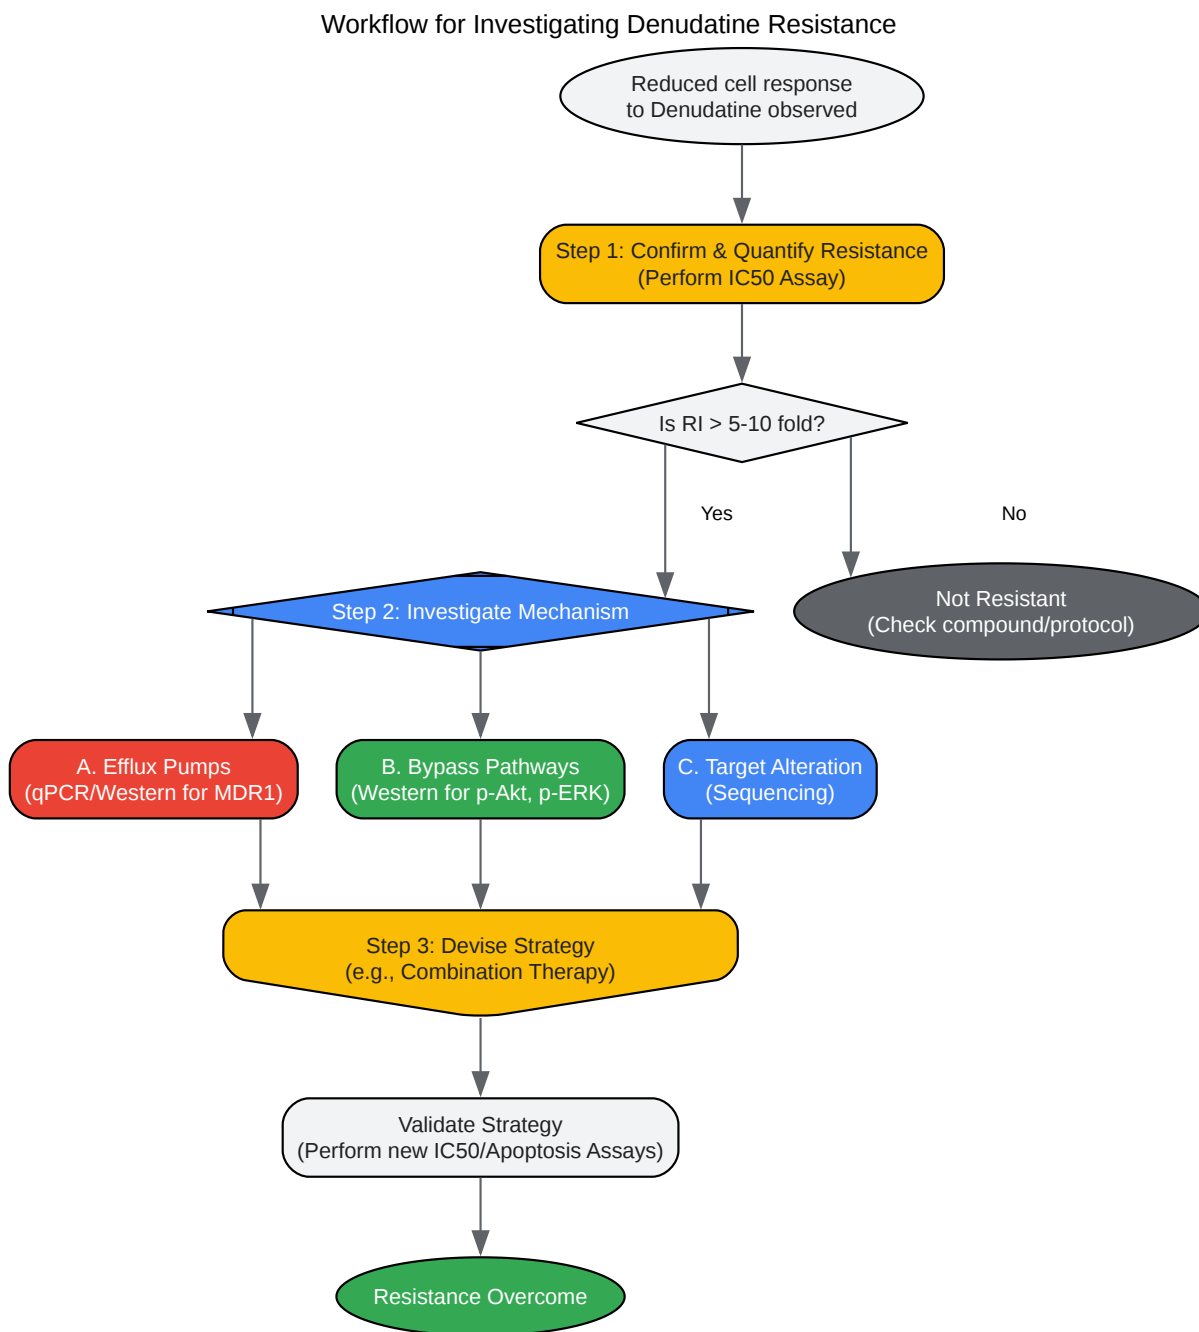 Workflow for Investigating Denudatine Resistance
Reduced cell response
to Denudatine observed
Step 1: Confirm & Quantify Resistance
(Perform IC50 Assay)
Is RI > 5-10 fold?
Yes
No
Step 2: Investigate Mechanism
Not Resistant
(Check compound/protocol)
A. Efflux Pumps
(qPCR/Western for MDR1)
B. Bypass Pathways
(Western for p-Akt, p-ERK)
C. Target Alteration
(Sequencing)
Step 3: Devise Strategy
(e.g., Combination Therapy)
Validate Strategy
(Perform new IC50/Apoptosis Assays)
Resistance Overcome